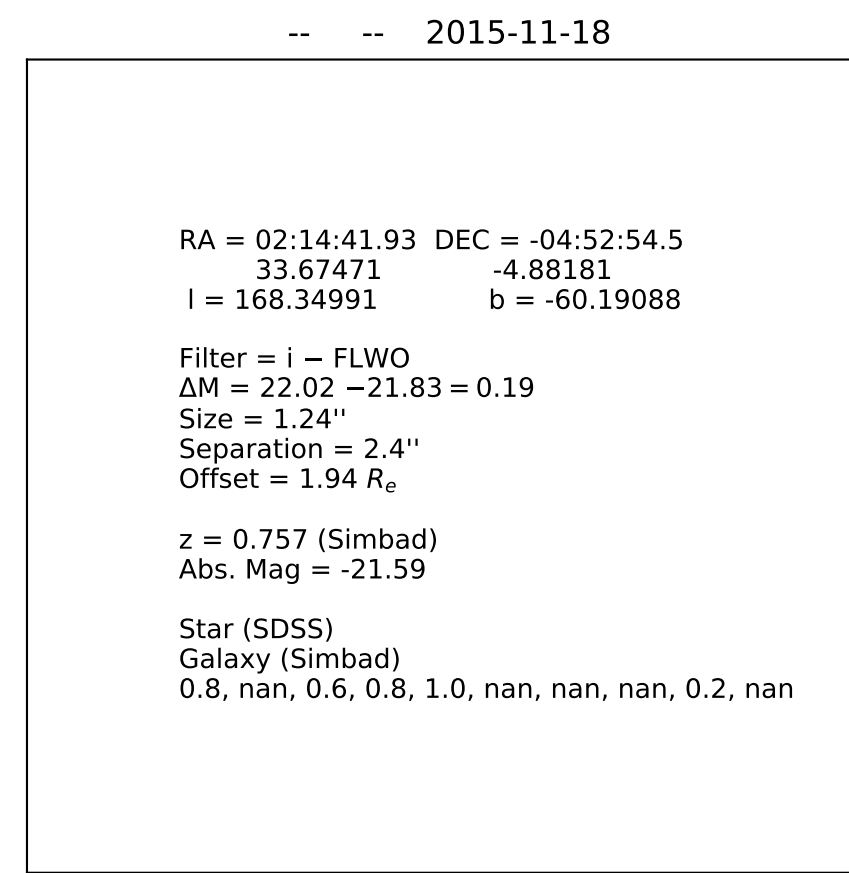 -- -- 2015-11-18
RA = 02:14:41.93 DEC = -04:52:54.5
33.67471 -4.88181
l = 168.34991 b = -60.19088
Filter = i − FLWO
ΔM = 22.02 −21.83 = 0.19
Size = 1.24''
Separation = 2.4''
Offset = 1.94 Re
z = 0.757 (Simbad)
Abs. Mag = -21.59
Star (SDSS)
Galaxy (Simbad)
0.8, nan, 0.6, 0.8, 1.0, nan, nan, nan, 0.2, nan